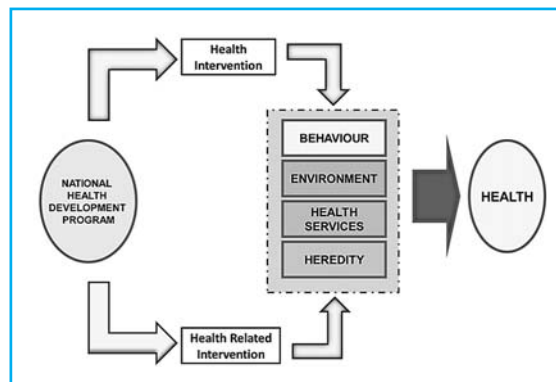 Health
Intervention
NATIONAL
HEALTH
DEVELOPMENT
PROGRAM
BEHAVIOUR
ENVIRONMENT
HEALTH
SERVICES
HEREDITY
HEALTH
Health Related
Intervention